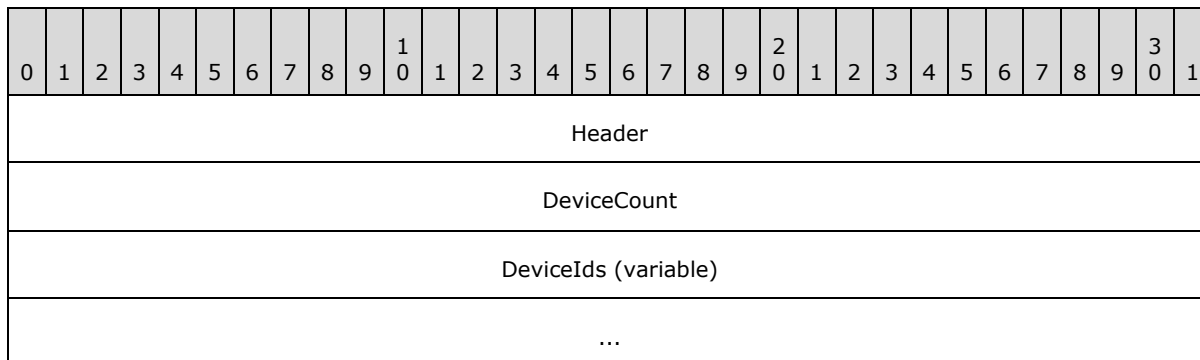 1 2 3
0 1 2 3 4 5 6 7 8 9 0 1 2 3 4 5 6 7 8 9 0 1 2 3 4 5 6 7 8 9 0 1
Header
DeviceCount
DeviceIds (variable)
...